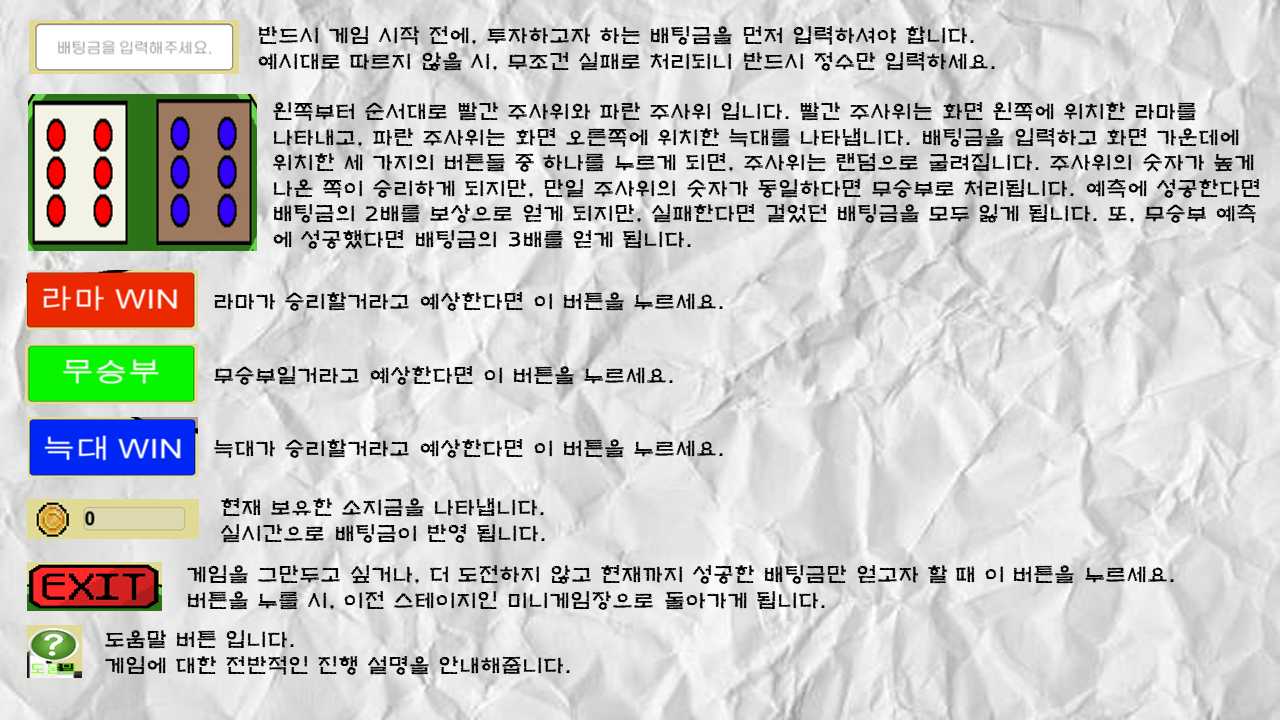 배팅금을 입력해주세요.
반드시 게임 시작 전에, 투자하고자 하는 배팅금을 먼저 입력하셔야 합니다.
예시대로 따르지 않을 시, 무조건 실패로 처리되니 반드시 정수만 입력하세요.
왼쪽부터 순서대로 빨간 주사위와 파란 주사위 입니다. 빨간 주사위는 화면 왼쪽에 위치한 라마를
나타내고, 파란 주사위는 화면 오른쪽에 위치한 늑대를 나타냅니다. 배팅금을 입력하고 화면 가운데에
위치한 세 가지의 버튼들 중 하나를 누르게 되면, 주사위는 랜덤으로 굴려집니다. 주사위의 숫자가 높게
나온 쪽이 승리하게 되지만, 만일 주사위의 숫자가 동일하다면 무승부로 처리됩니다. 예측에 성공한다면
배팅금의 2배를 보상으로 얻게 되지만, 실패한다면 걸었던 배팅금을 모두 잃게 됩니다. 또, 무승부 예측
에 성공했다면 배팅금의 3배를 얻게 됩니다.
라마 WIN
라마가 승리할거라고 예상한다면 이 버튼을 누르세요.
무승부
무승부일거라고 예상한다면 이 버튼을 누르세요.
늑대 WIN
늑대가 승리할거라고 예상한다면 이 버튼을 누르세요.
0
현재 보유한 소지금을 나타냅니다.
실시간으로 배팅금이 반영 됩니다.
EXIT
게임을 그만두고 싶거나, 더 도전하지 않고 현재까지 성공한 배팅금만 얻고자 할 때 이 버튼을 누르세요.
버튼을 누를 시, 이전 스테이지인 미니게임장으로 돌아가게 됩니다.
?
도움말 버튼 입니다.
게임에 대한 전반적인 진행 설명을 안내해줍니다.